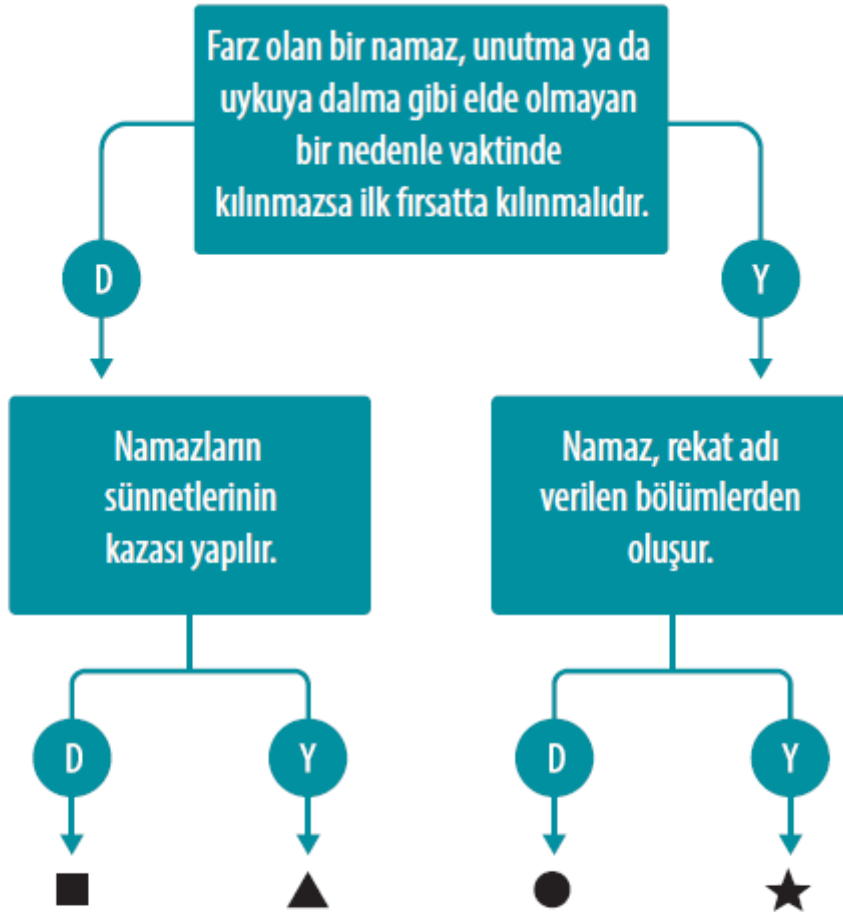 Farz olan bir namaz, unutma ya da
uykuya dalma gibi elde olmayan
bir nedenle vaktinde
kılınmazsa ilk fırsatta kılınmalıdır.
D
Y
Namazların
sünnetlerinin
kazası yapılır.
Namaz, rekat adı
verilen bölümlerden
oluşur.
D
Y
D
Y